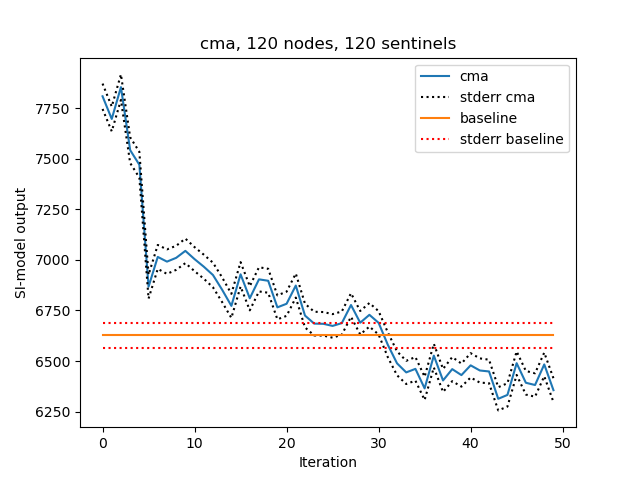 cma, 120 nodes, 120 sentinels
cma
stderr cma
baseline
stderr baseline
SI-model output
7750
7500
7250
7000
6750
6500
6250
0 10 20 30 40 50
Iteration